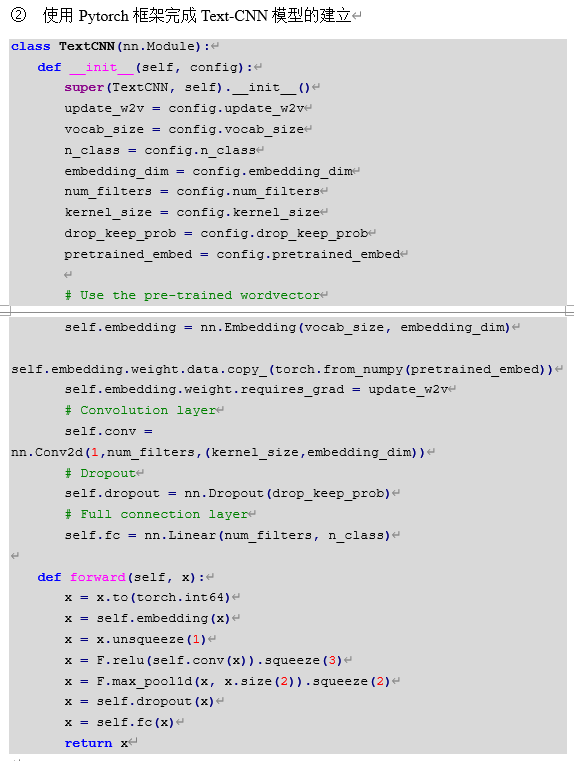 ② 使用 Pytorch 框架完成 Text-CNN 模型的建立↵
class TextCNN(nn.Module):↵
    def __init__(self, config):↵
        super(TextCNN, self).__init__()↵
        update_w2v = config.update_w2v↵
        vocab_size = config.vocab_size↵
        n_class = config.n_class↵
        embedding_dim = config.embedding_dim↵
        num_filters = config.num_filters↵
        kernel_size = config.kernel_size↵
        drop_keep_prob = config.drop_keep_prob↵
        pretrained_embed = config.pretrained_embed↵
        ↵
        # Use the pre-trained wordvector↵
        self.embedding = nn.Embedding(vocab_size, embedding_dim)↵
self.embedding.weight.data.copy_(torch.from_numpy(pretrained_embed))↵
        self.embedding.weight.requires_grad = update_w2v↵
        # Convolution layer↵
        self.conv =
nn.Conv2d(1,num_filters,(kernel_size,embedding_dim))↵
        # Dropout↵
        self.dropout = nn.Dropout(drop_keep_prob)↵
        # Full connection layer↵
        self.fc = nn.Linear(num_filters, n_class)↵
↵
    def forward(self, x):↵
        x = x.to(torch.int64)↵
        x = self.embedding(x)↵
        x = x.unsqueeze(1)↵
        x = F.relu(self.conv(x)).squeeze(3)↵
        x = F.max_pool1d(x, x.size(2)).squeeze(2)↵
        x = self.dropout(x)↵
        x = self.fc(x)↵
        return x↵